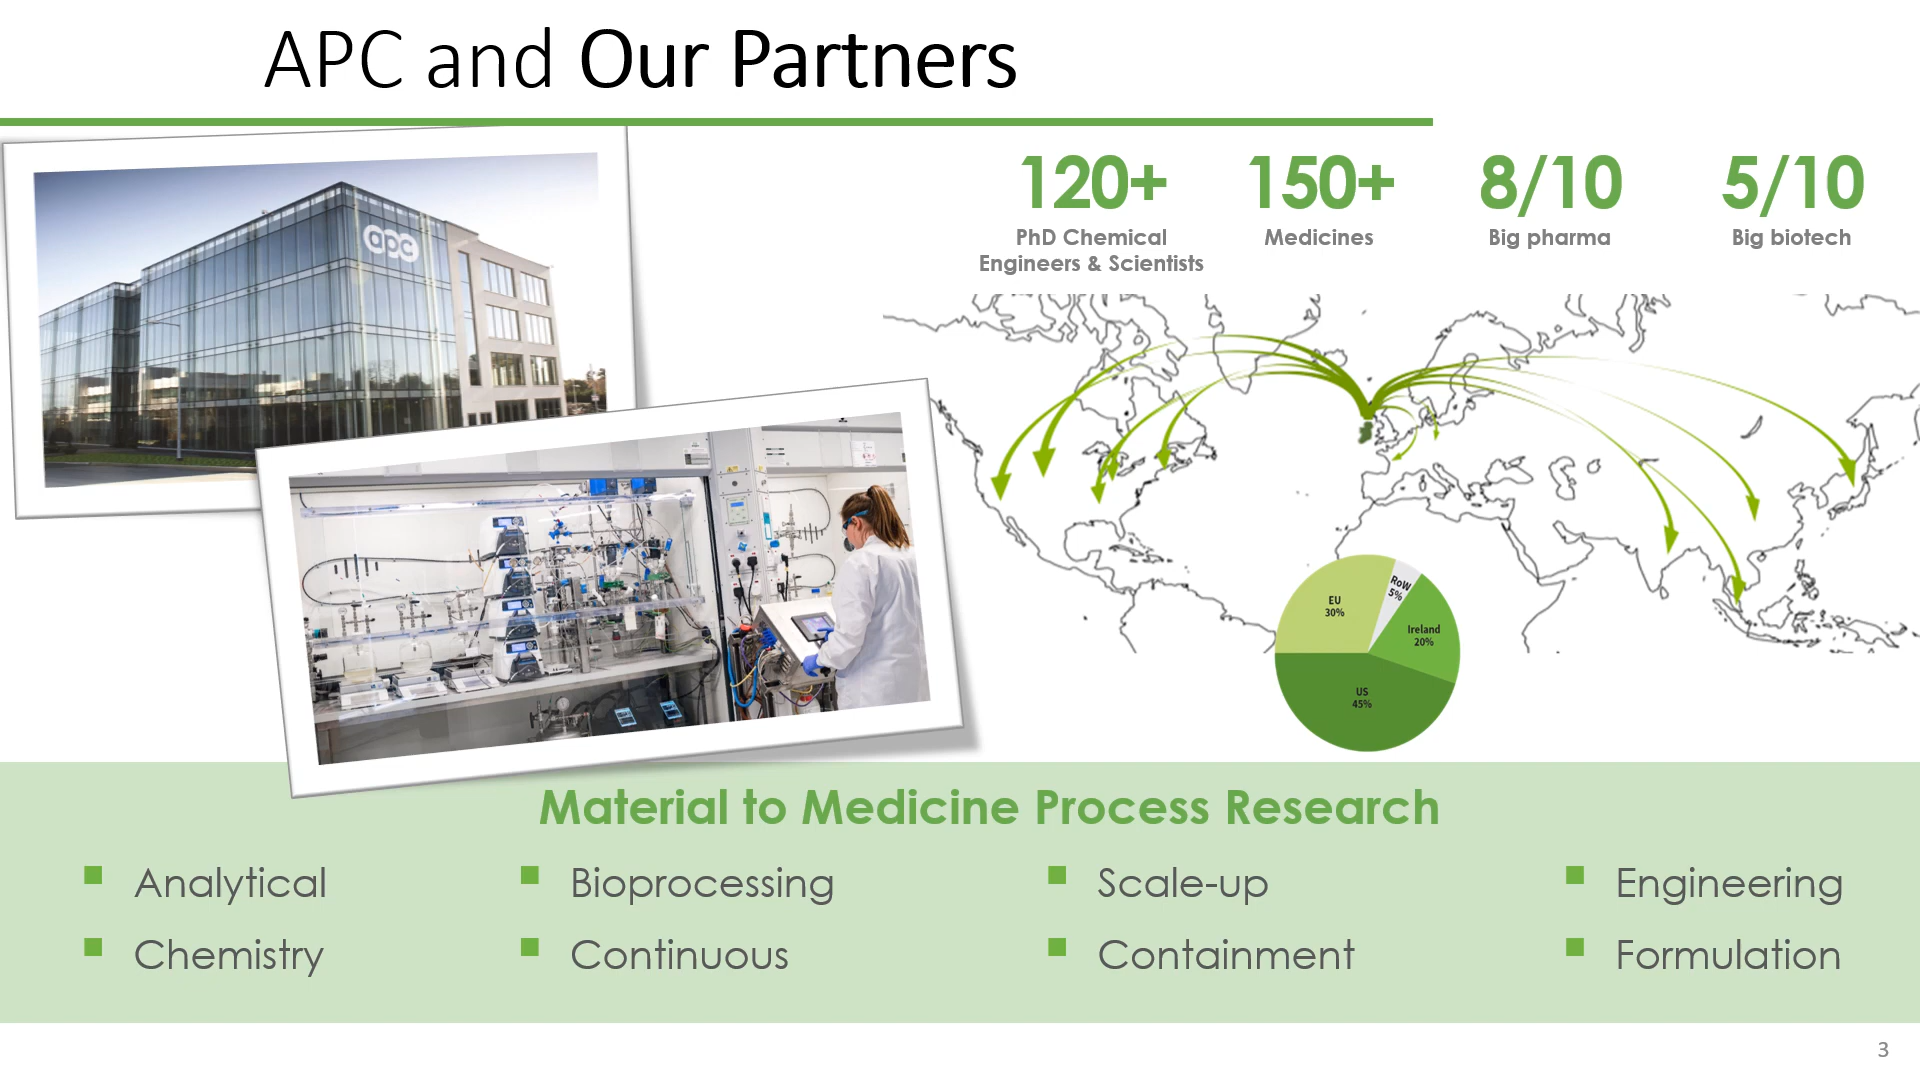 APC and Our Partners
apc
120+
PhD Chemical
Engineers & Scientists
150+
Medicines
8/10
Big pharma
5/10
Big biotech
EU
30%
RoW
5%
Ireland
20%
US
45%
Material to Medicine Process Research
Analytical
Chemistry
Bioprocessing
Continuous
Scale-up
Containment
Engineering
Formulation
3